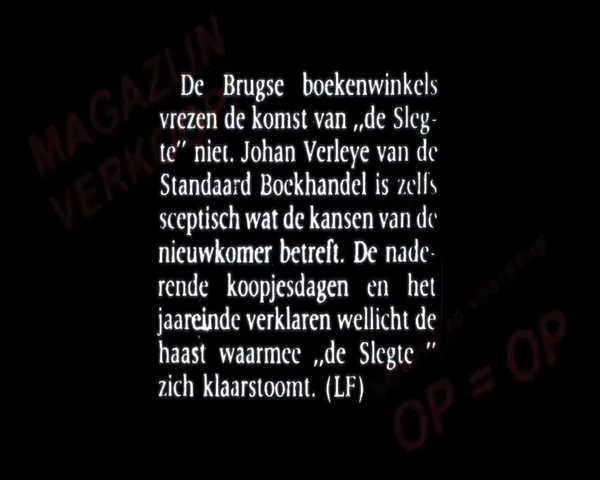 MAGAZIJN
VERKOOP
De Brugse boekenwinkels
vrezen de komst van „de Sleg-
te” niet. Johan Verleye van de
Standaard Boekhandel is zelfs
sceptisch wat de kansen van de
nieuwkomer betreft. De nade-
rende koopjesdagen en het
jaareinde verklaren wellicht de
haast waarmee „de Slegte ”
zich klaarstoomt. (LF)
OP = OP